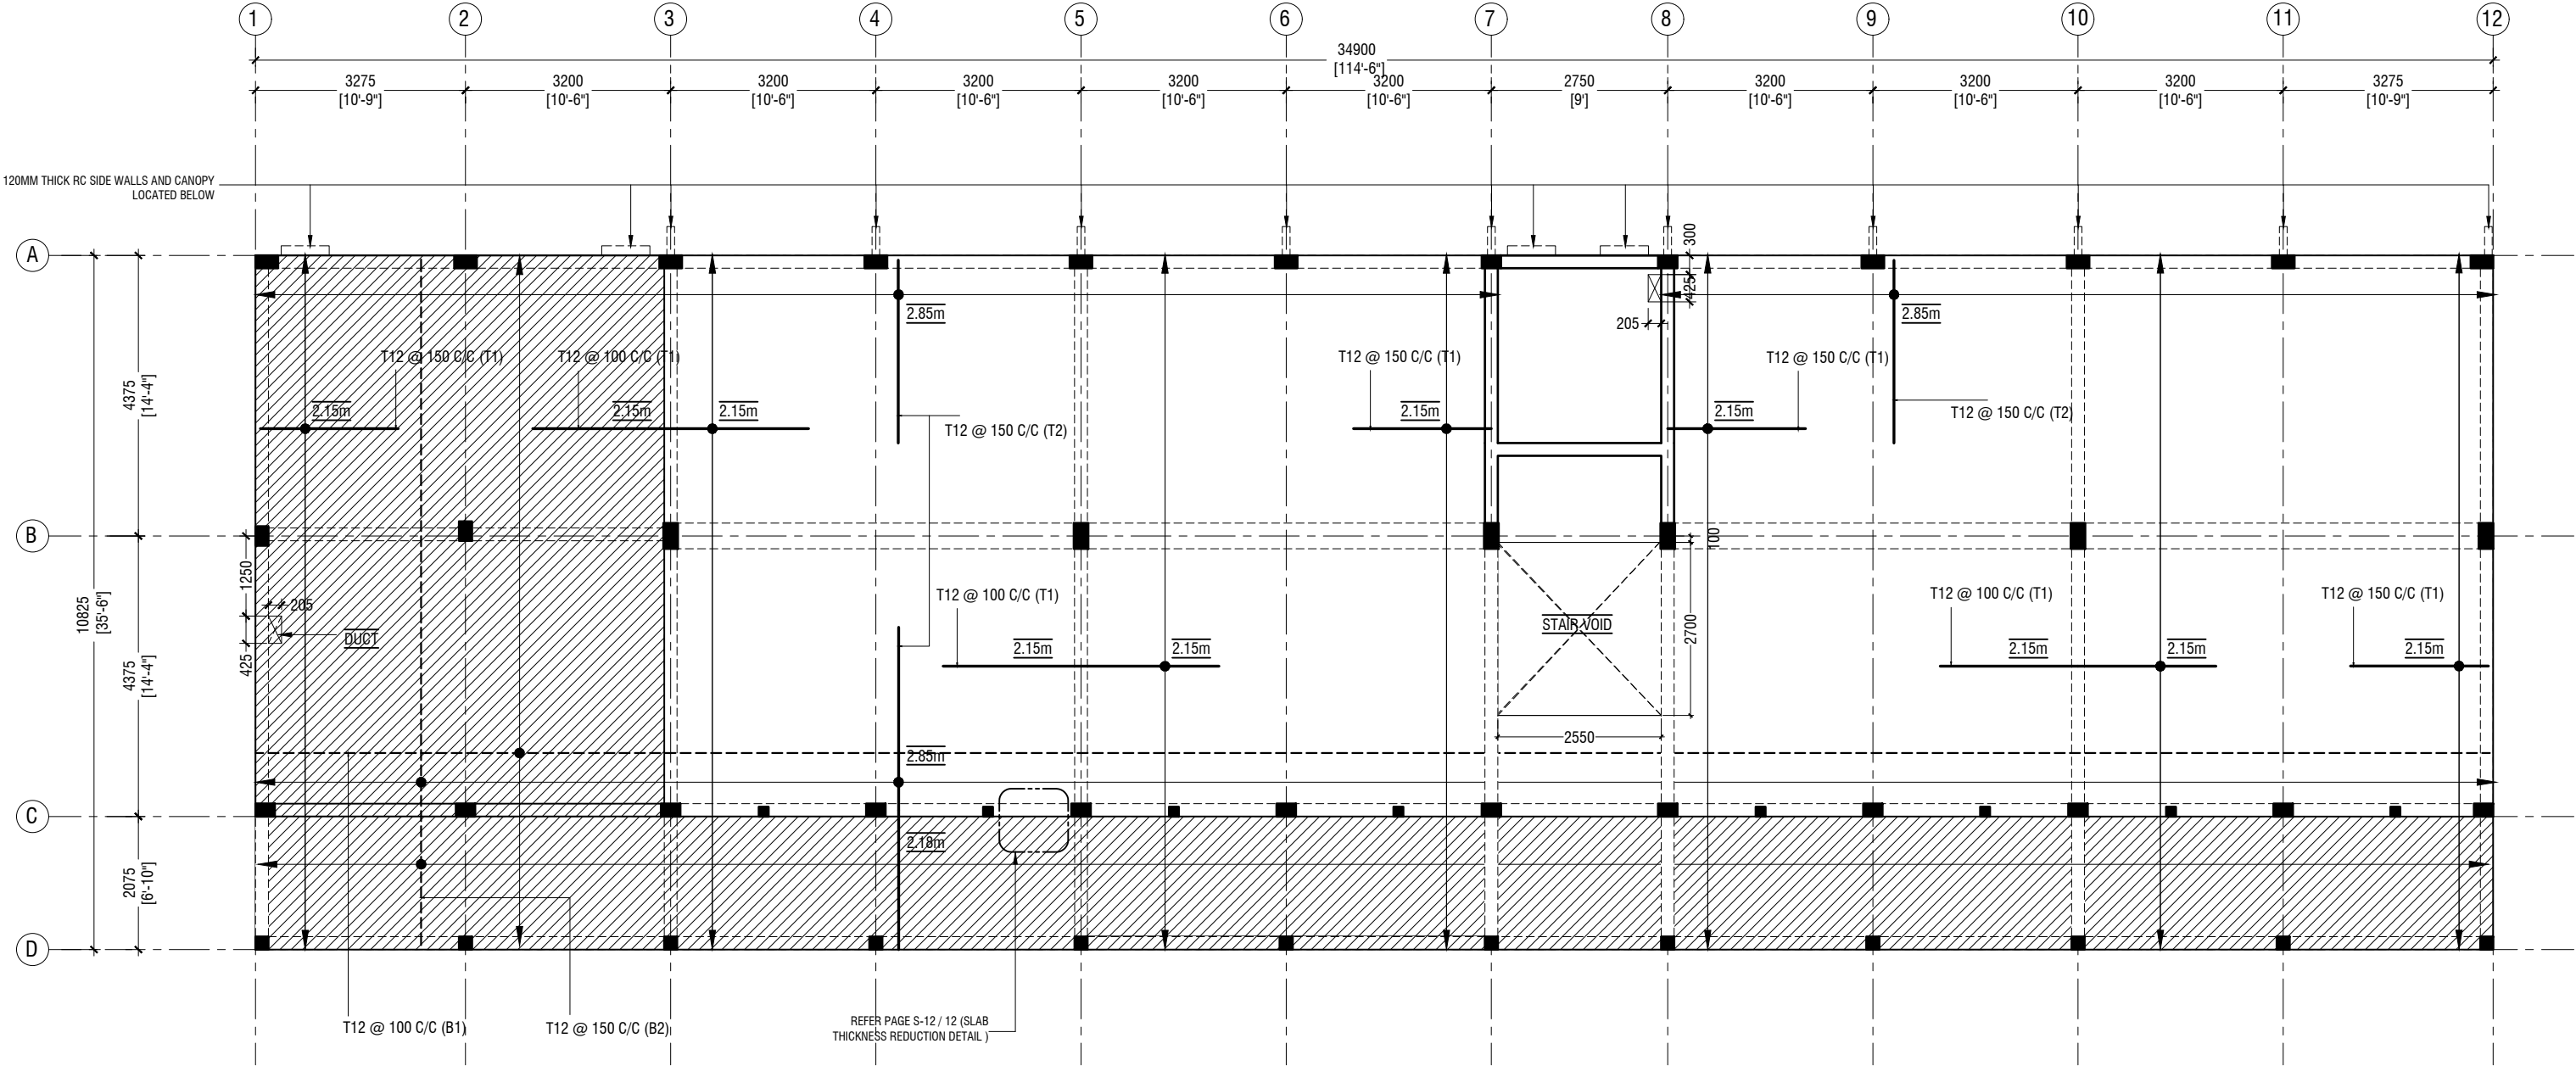 1 2 3 4 5 6 7 8 9 10 11 12
34900
[114'-6"]
3275 3200 3200 3200 3200 3200 2750 3200 3200 3200 3275
[10'-9"] [10'-6"] [10'-6"] [10'-6"] [10'-6"] [10'-6"] [9'] [10'-6"] [10'-6"] [10'-6"] [10'-9"]
120MM THICK RC SIDE WALLS AND CANOPY
LOCATED BELOW
300
A
425
2.85m 2.85m
205
T12 @ 150 C/C (T1) T12 @ 100 C/C (T1) T12 @ 150 C/C (T1) T12 @ 150 C/C (T1)
4375
[14'-4"]
2.15m 2.15m 2.15m 2.15m 2.15m
T12 @ 150 C/C (T2)
T12 @ 150 C/C (T2)
B
100
1250
T12 @ 100 C/C (T1) T12 @ 100 C/C (T1) T12 @ 150 C/C (T1)
10825
[35'-6"]
205
STAIR VOID
2700
DUCT
2.15m 2.15m 2.15m 2.15m 2.15m
425
4375
[14'-4"]
2550
2.85m
C
2.18m
2075
[6'-10"]
D
T12 @ 100 C/C (B1) T12 @ 150 C/C (B2)
REFER PAGE S-12 / 12 (SLAB
THICKNESS REDUCTION DETAIL )